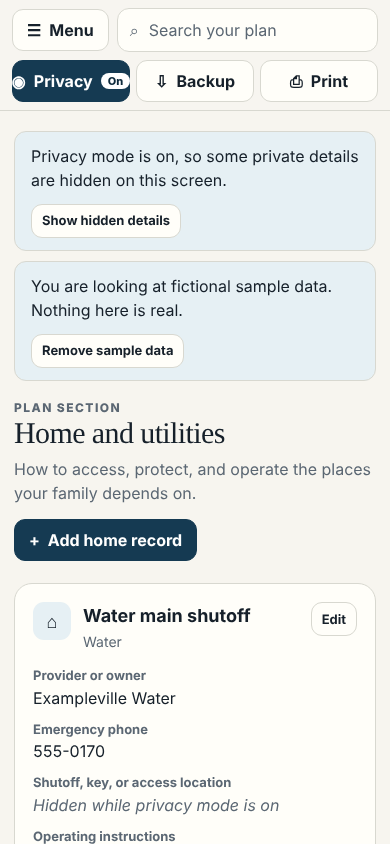 ☰ Menu
Search your plan
Privacy On
Backup
Print
Privacy mode is on, so some private details
are hidden on this screen.
Show hidden details
You are looking at fictional sample data.
Nothing here is real.
Remove sample data
PLAN SECTION
Home and utilities
How to access, protect, and operate the places
your family depends on.
+ Add home record
Water main shutoff
Edit
Water
Provider or owner
Exampleville Water
Emergency phone
555-0170
Shutoff, key, or access location
Hidden while privacy mode is on
Operating instructions